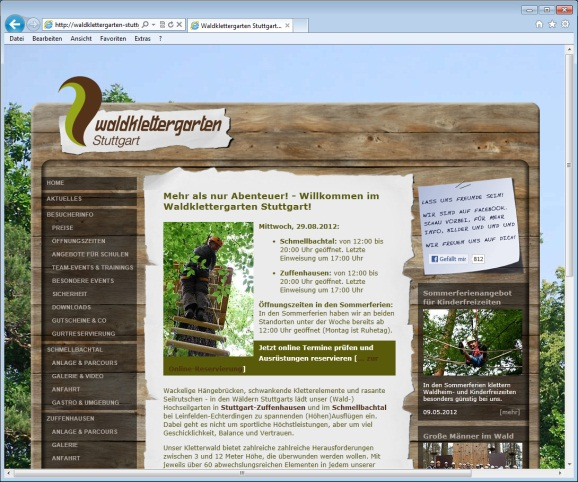 http://waldklettergarten-stutt
Waldklettergarten Stuttgart...
Datei Bearbeiten Ansicht Favoriten Extras ?
waldklettergarten
Stuttgart
HOME
AKTUELLES
BESUCHERINFO
PREISE
ÖFFNUNGSZEITEN
ANGEBOTE FÜR SCHULEN
TEAM-EVENTS & TRAININGS
BESONDERE EVENTS
SICHERHEIT
DOWNLOADS
GUTSCHEINE & CO
GURTRESERVIERUNG
SCHMELLBACHTAL
ANLAGE & PARCOURS
GALERIE & VIDEO
ANFAHRT
GASTRO & UMGEBUNG
ZUFFENHAUSEN
ANLAGE & PARCOURS
GALERIE
ANFAHRT
Mehr als nur Abenteuer! - Willkommen im
Waldklettergarten Stuttgart!
Mittwoch, 29.08.2012:
Schmellbachtal: von 12:00 bis
20:00 Uhr geöffnet. Letzte
Einweisung um 17:00 Uhr
Zuffenhausen: von 12:00 bis
20:00 Uhr geöffnet. Letzte
Einweisung um 17:00 Uhr
Öffnungszeiten in den Sommerferien:
In den Sommerferien haben wir an beiden
Standorten unter der Woche bereits ab
12:00 Uhr geöffnet (Montag ist Ruhetag).
Jetzt online Termine prüfen und
Ausrüstungen reservieren [... zur
Online-Reservierung]
Wackelige Hängebrücken, schwankende Kletterelemente und rasante
Seilrutschen - in den Wäldern Stuttgarts lädt unser (Wald-)
Hochseilgarten in Stuttgart-Zuffenhausen und im Schmellbachtal
bei Leinfelden-Echterdingen zu spannenden (Höhen)Ausflügen ein.
Dabei geht es nicht um sportliche Höchstleistungen, aber um viel
Geschicklichkeit, Balance und Vertrauen.
Unser Kletterwald bietet zahlreiche zahlreiche Herausforderungen
zwischen 3 und 12 Meter Höhe, die überwunden werden wollen. Mit
jeweils über 60 abwechslungsreichen Elementen in jedem unserer
LASS UNS FREUNDE SEIN!
WIR SIND AUF FACEBOOK.
SCHAU VORBEI, FÜR MEHR
INFO, BILDER UND UND UND
WIR FREUEN UNS AUF DICH!
Gefällt mir 812
Sommerferienangebot
für Kinderfreizeiten
In den Sommerferien klettern
Waldheim- und Kinderfreizeiten
besonders günstig bei uns.
09.05.2012 [mehr]
Große Männer im Wald